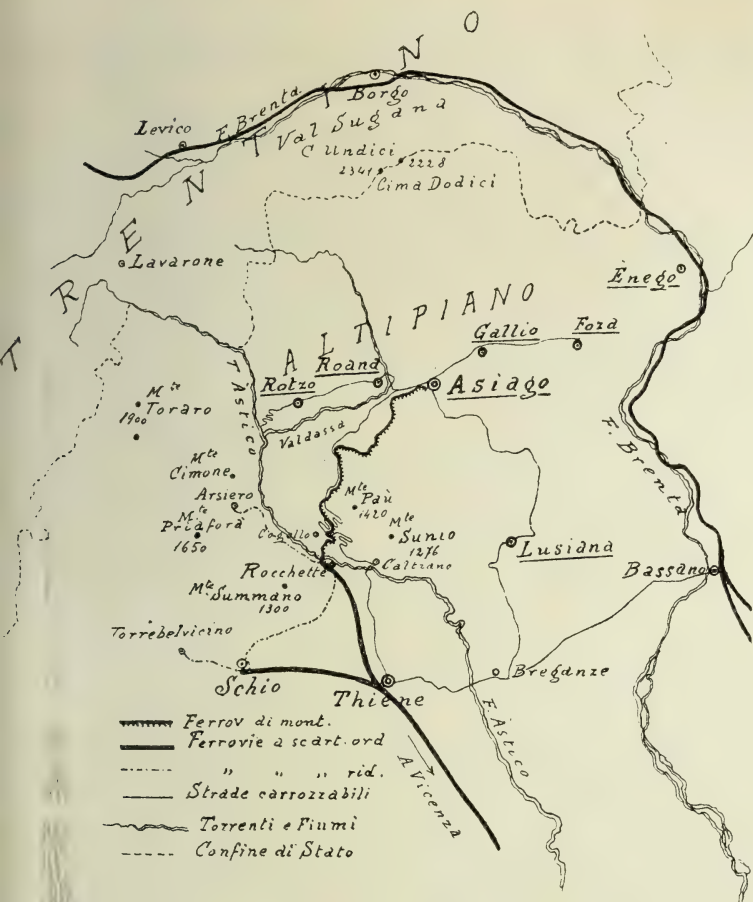 TRENTINO
Borgo
F. Brenta
Levico
Val Sugana
C Undici
2228
2341
Cima Dodici
Lavarone
Ènego
ALTIPIANO
Gallio
Foza
Roana
Rotzo
Asiago
T Astico
Valdassa
Mte
Toraro
1900
F. Brenta
Mte
Cimone
Arsiero
Mte
Paù
1420
Mte
Priaforà
1650
Mte
Sunio
1276
Cogollo
Lusiana
Caltrano
Bassano
Rocchette
Mte Summano
1300
Torrebelvicino
Schio
Breganze
Thiene
F. Astico
A Vicenza
Ferrov di mont.
Ferrovie a scart. ord
" " " rid.
Strade carrozzabili
Torrenti e Fiumi
Confine di Stato